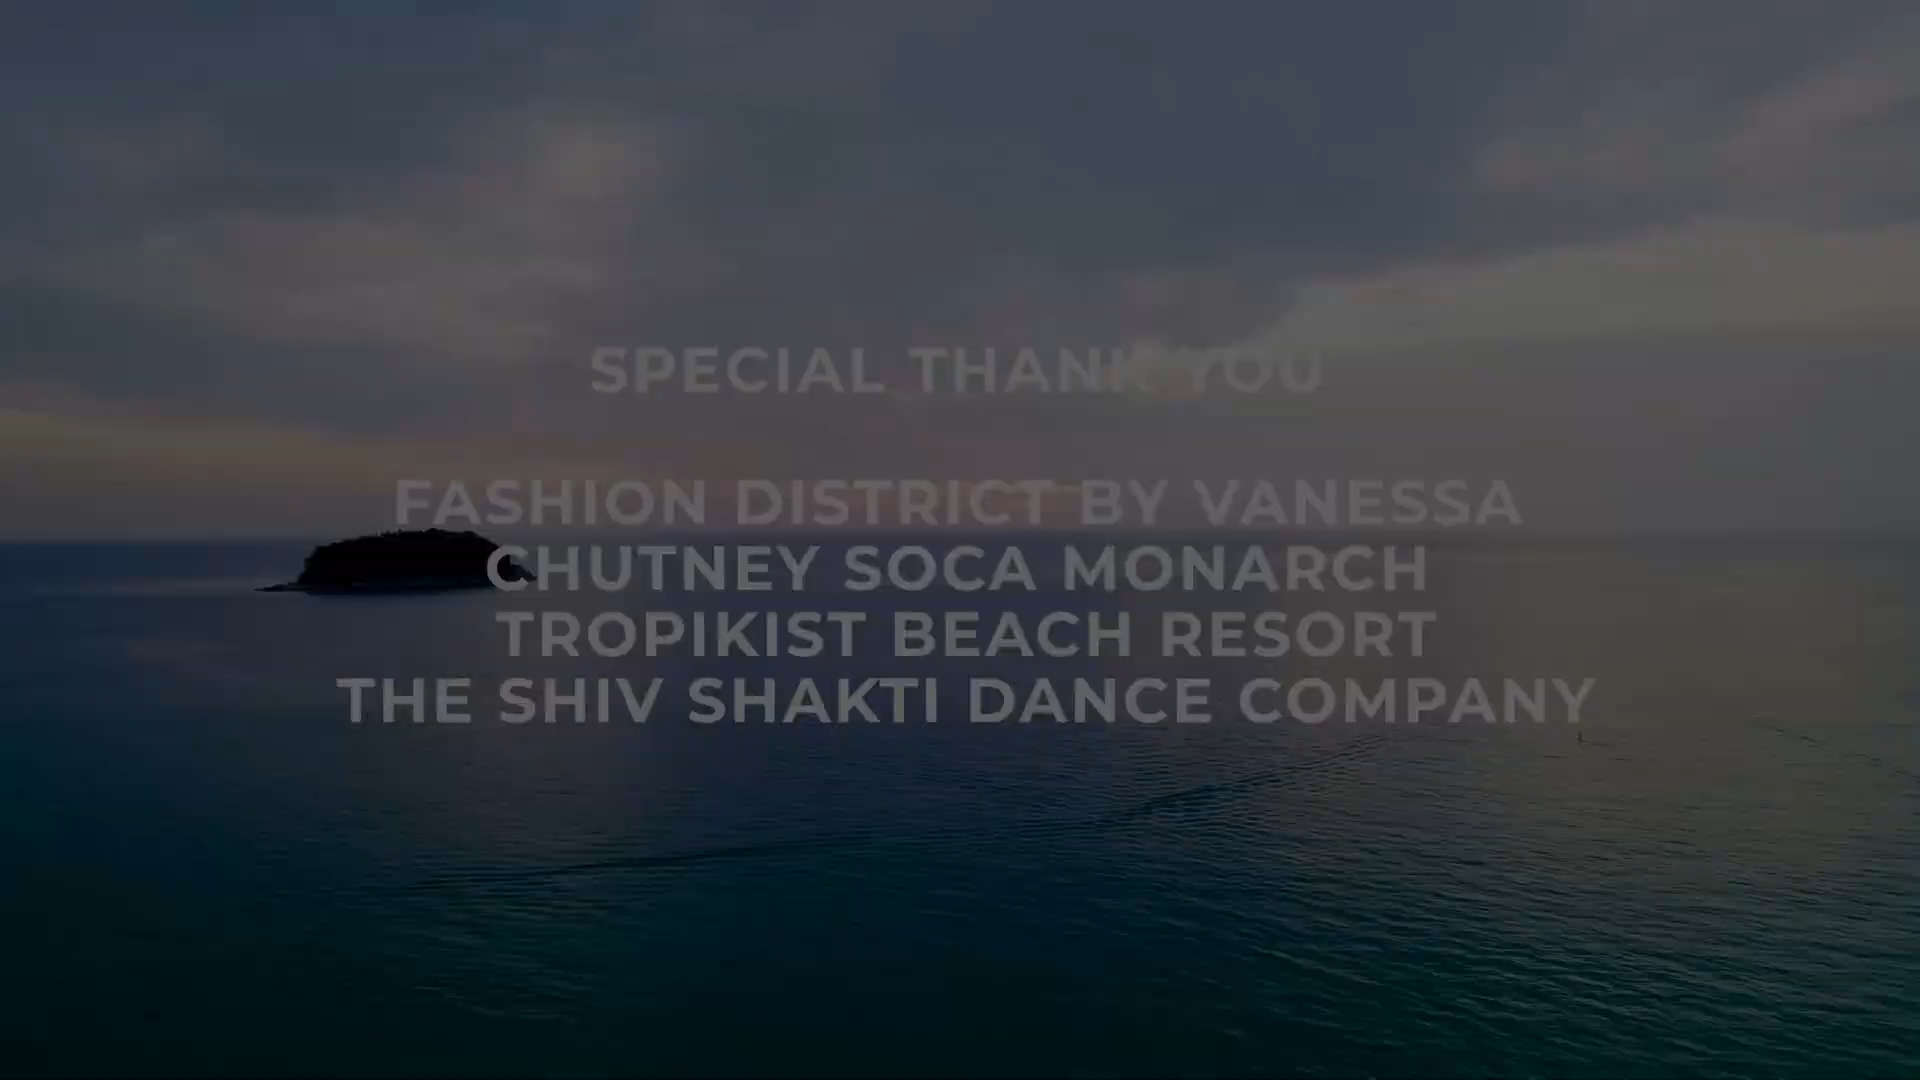 SPECIAL THANK YOU
FASHION DISTRICT BY VANESSA
CHUTNEY SOCA MONARCH
TROPIKIST BEACH RESORT
THE SHIV SHAKTI DANCE COMPANY